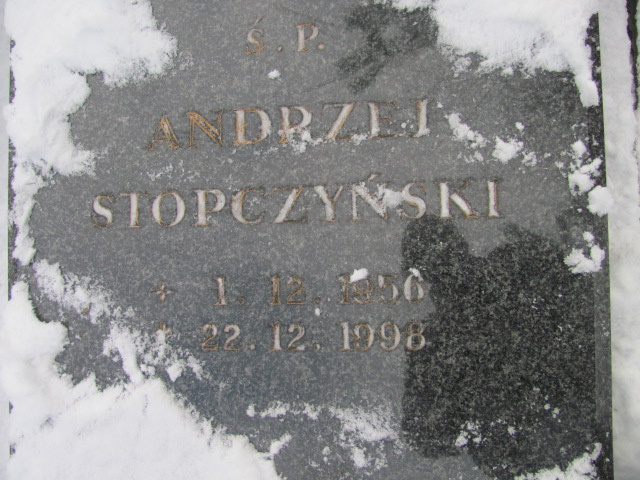 Ś.P.
ANDRZEJ
STOPCZYŃSKI
1.12.1956
22.12.1998